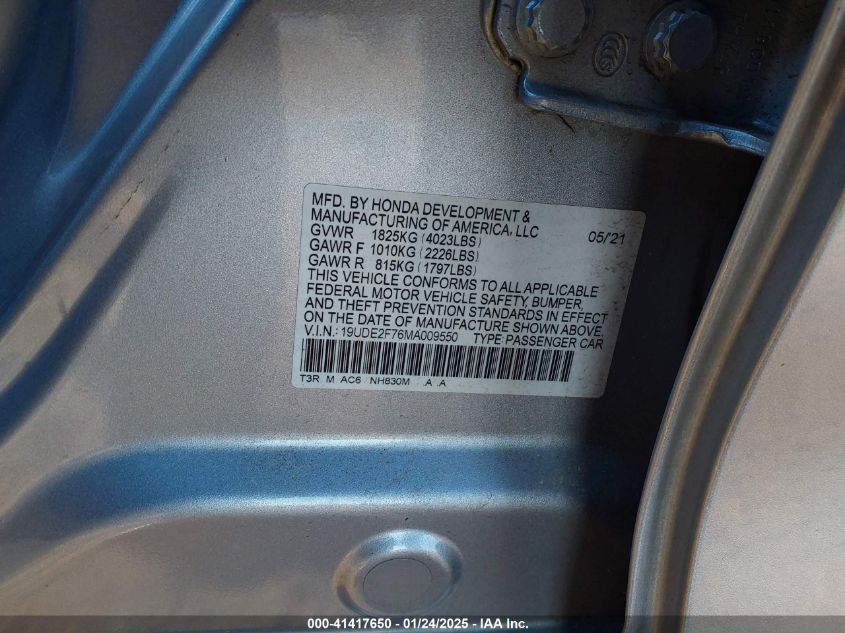 MFD. BY HONDA DEVELOPMENT &
MANUFACTURING OF AMERICA, LLC
GVWR 1825KG (4023LBS) 05/'21
GAWR F 1010KG (2226LBS)
GAWR R 815KG (1797LBS)
THIS VEHICLE CONFORMS TO ALL APPLICABLE
FEDERAL MOTOR VEHICLE SAFETY, BUMPER,
AND THEFT PREVENTION STANDARDS IN EFFECT
ON THE DATE OF MANUFACTURE SHOWN ABOVE.
V.I.N.: 19UDE2F76MA009550 TYPE:PASSENGER CAR
T3R M AC6 NH830M .A .A
000-41417650 - 01/24/2025 - IAA Inc.